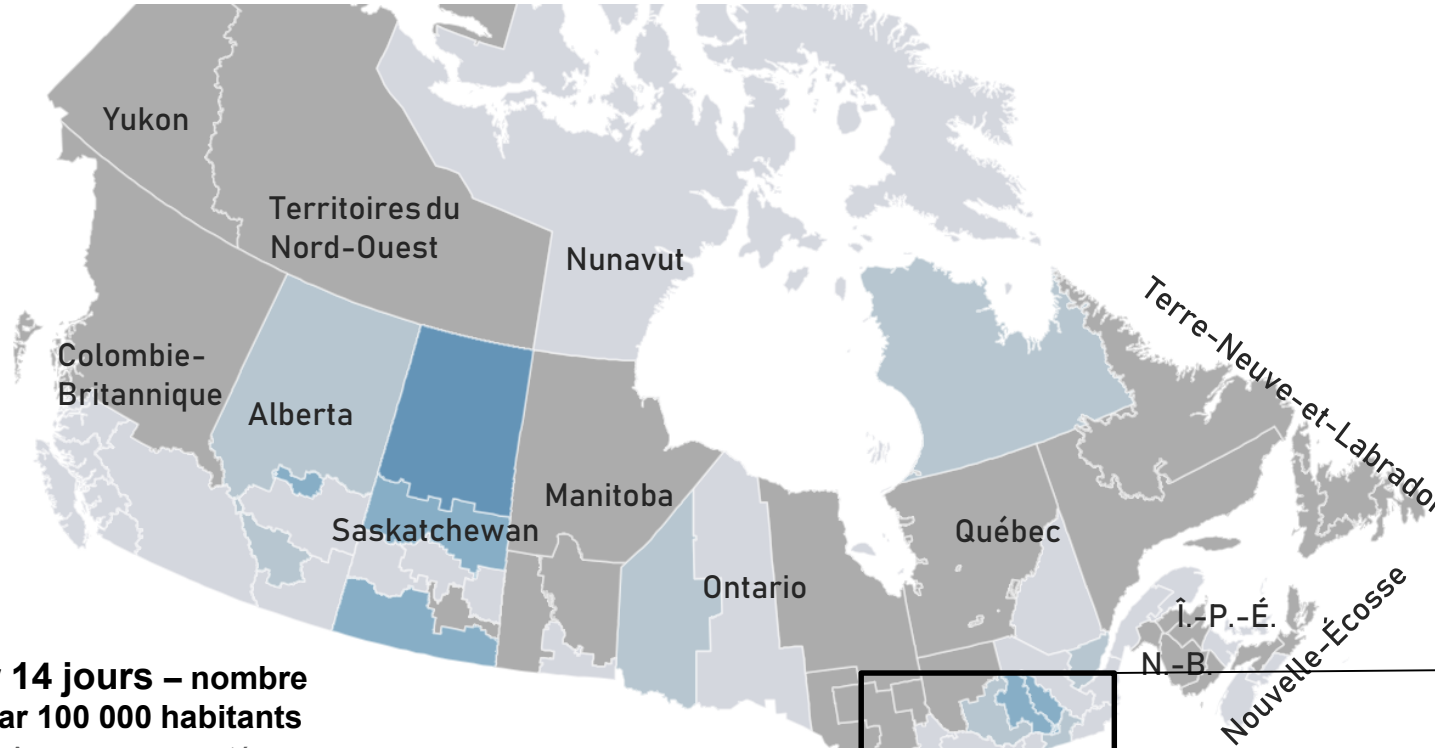 Yukon
Territoires du
Nord-Ouest
Nunavut
Terre-Neuve-et-Labrador
Colombie-
Britannique
Alberta
Saskatchewan
Manitoba
Ontario
Québec
Î.-P.-É.
N.-B.
Nouvelle-Écosse
14 jours – nombre
100 000 habitants